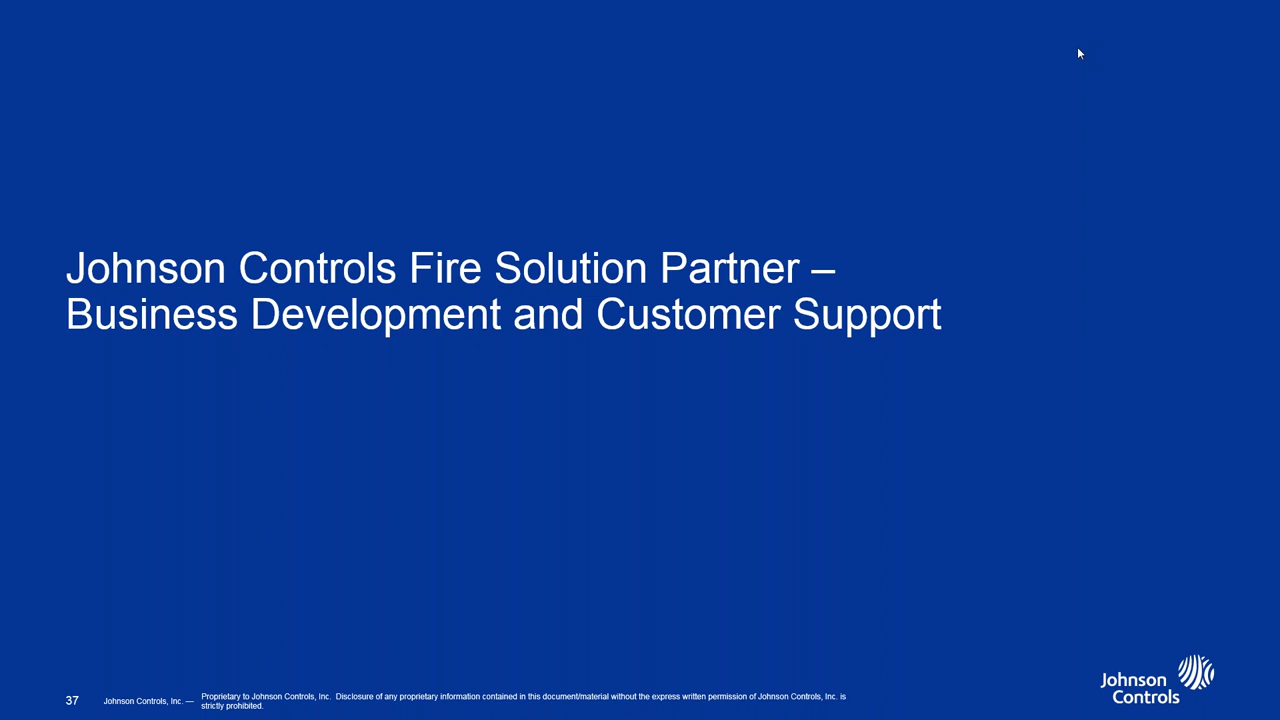 Johnson Controls Fire Solution Partner –
Business Development and Customer Support
37
Johnson Controls, Inc. —
Proprietary to Johnson Controls, Inc. Disclosure of any proprietary information contained in this document/material without the express written permission of Johnson Controls, Inc. is
strictly prohibited.
Johnson
Controls